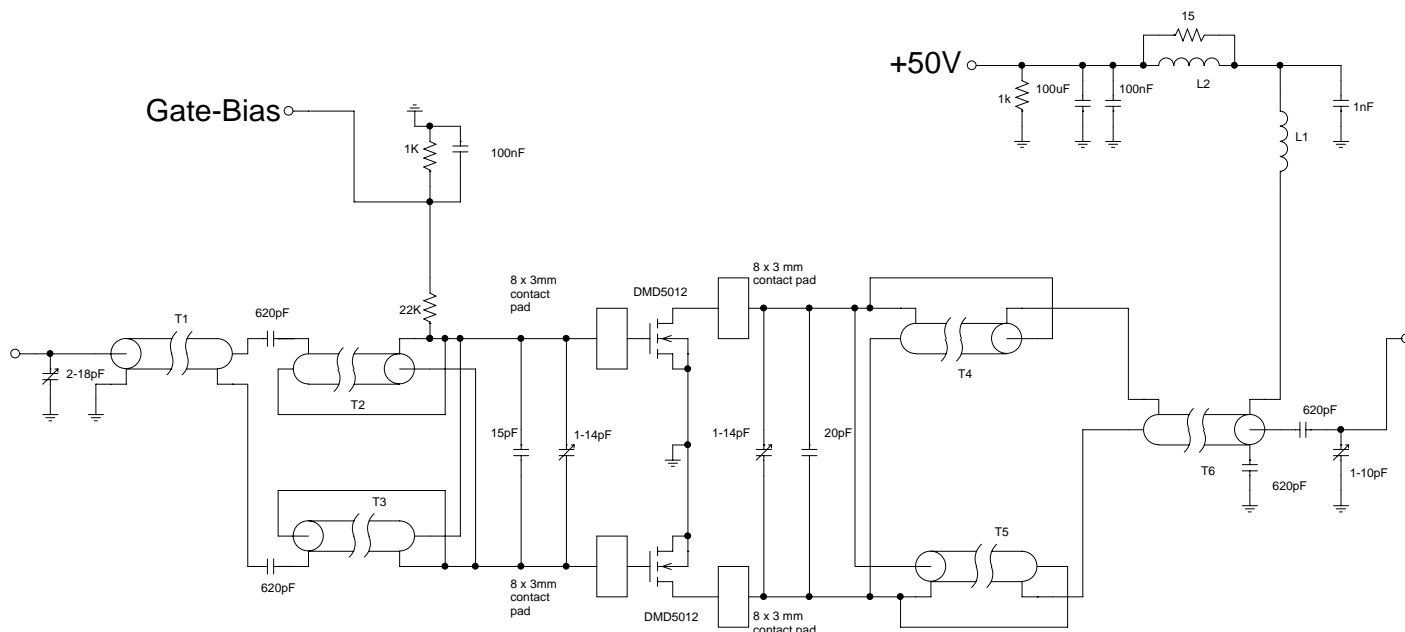 15
+50V
1k
100uF
100nF
L2
1nF
L1
Gate-Bias
1K
100nF
8 x 3mm
contact
pad
8 x 3 mm
contact pad
DMD5012
22K
620pF
T1
2-18pF
T2
T4
15pF
1-14pF
1-14pF
20pF
620pF
T6
620pF
1-10pF
T3
T5
620pF
8 x 3mm
contact
pad
DMD5012
8 x 3 mm
contact pad